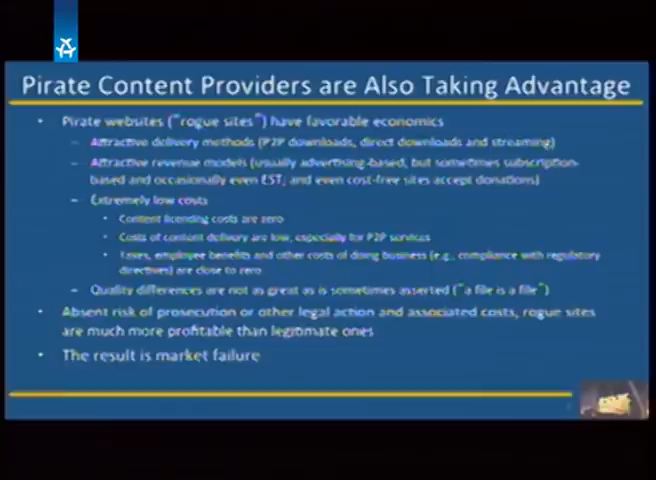 Pirate Content Providers are Also Taking Advantage
• Pirate websites ("rogue sites") have favorable economics
– Attractive delivery methods (P2P downloads, direct downloads and streaming)
– Attractive revenue models (usually advertising-based, but sometimes subscription-
based and occasionally even EST; and even cost-free sites accept donations)
– Extremely low costs
• Content licensing costs are zero
• Costs of content delivery are low, especially for P2P services
• Taxes, employee benefits and other costs of doing business (e.g., compliance with regulatory
directives) are close to zero
– Quality differences are not as great as is sometimes asserted ("a file is a file")
• Absent risk of prosecution or other legal action and associated costs, rogue sites
are much more profitable than legitimate ones
• The result is market failure